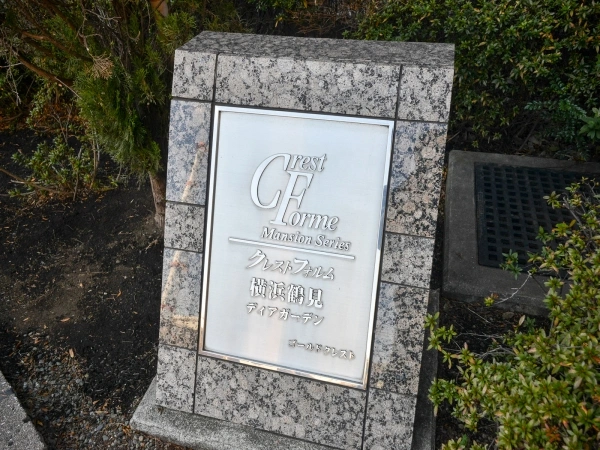 Crest
Forme
Mansion Series
クレストフォルム
横浜鶴見
ディアガーデン
ゴールドクレスト